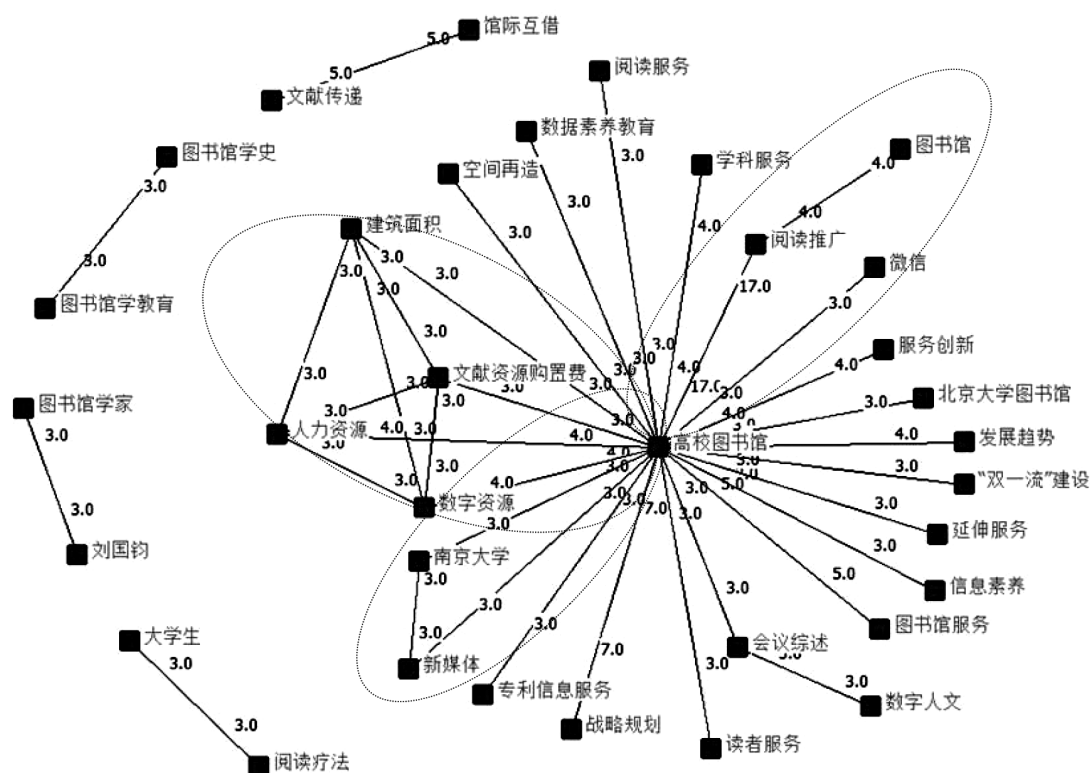 馆际互借
5.0
5.0
文献传递
阅读服务
3.0
数据素养教育
3.0
图书馆学史
3.0
3.0
图书馆学教育
空间再造
3.0
学科服务
4.0
图书馆
4.0
4.0
阅读推广
17.0
微信
3.0
建筑面积
3.0
3.0
3.0
3.0
3.0
3.0
服务创新
4.0
3.0
4.0
17.0
3.0
3.0
3.0
文献资源购置费
3.0
3.0
3.0
3.0
3.0
4.0
北京大学图书馆
3.0
图书馆学家
3.0
3.0
刘国钧
人力资源
4.0
3.0
3.0
4.0
3.0
高校图书馆
发展趋势
4.0
“双一流”建设
3.0
3.0
3.0
4.0
3.0
5.0
3.0
数字资源
3.0
3.0
7.0
3.0
延伸服务
3.0
3.0
南京大学
3.0
3.0
信息素养
3.0
新媒体
3.0
3.0
5.0
图书馆服务
3.0
会议综述
3.0
3.0
数字人文
专利信息服务
7.0
战略规划
3.0
读者服务
大学生
3.0
3.0
阅读疗法